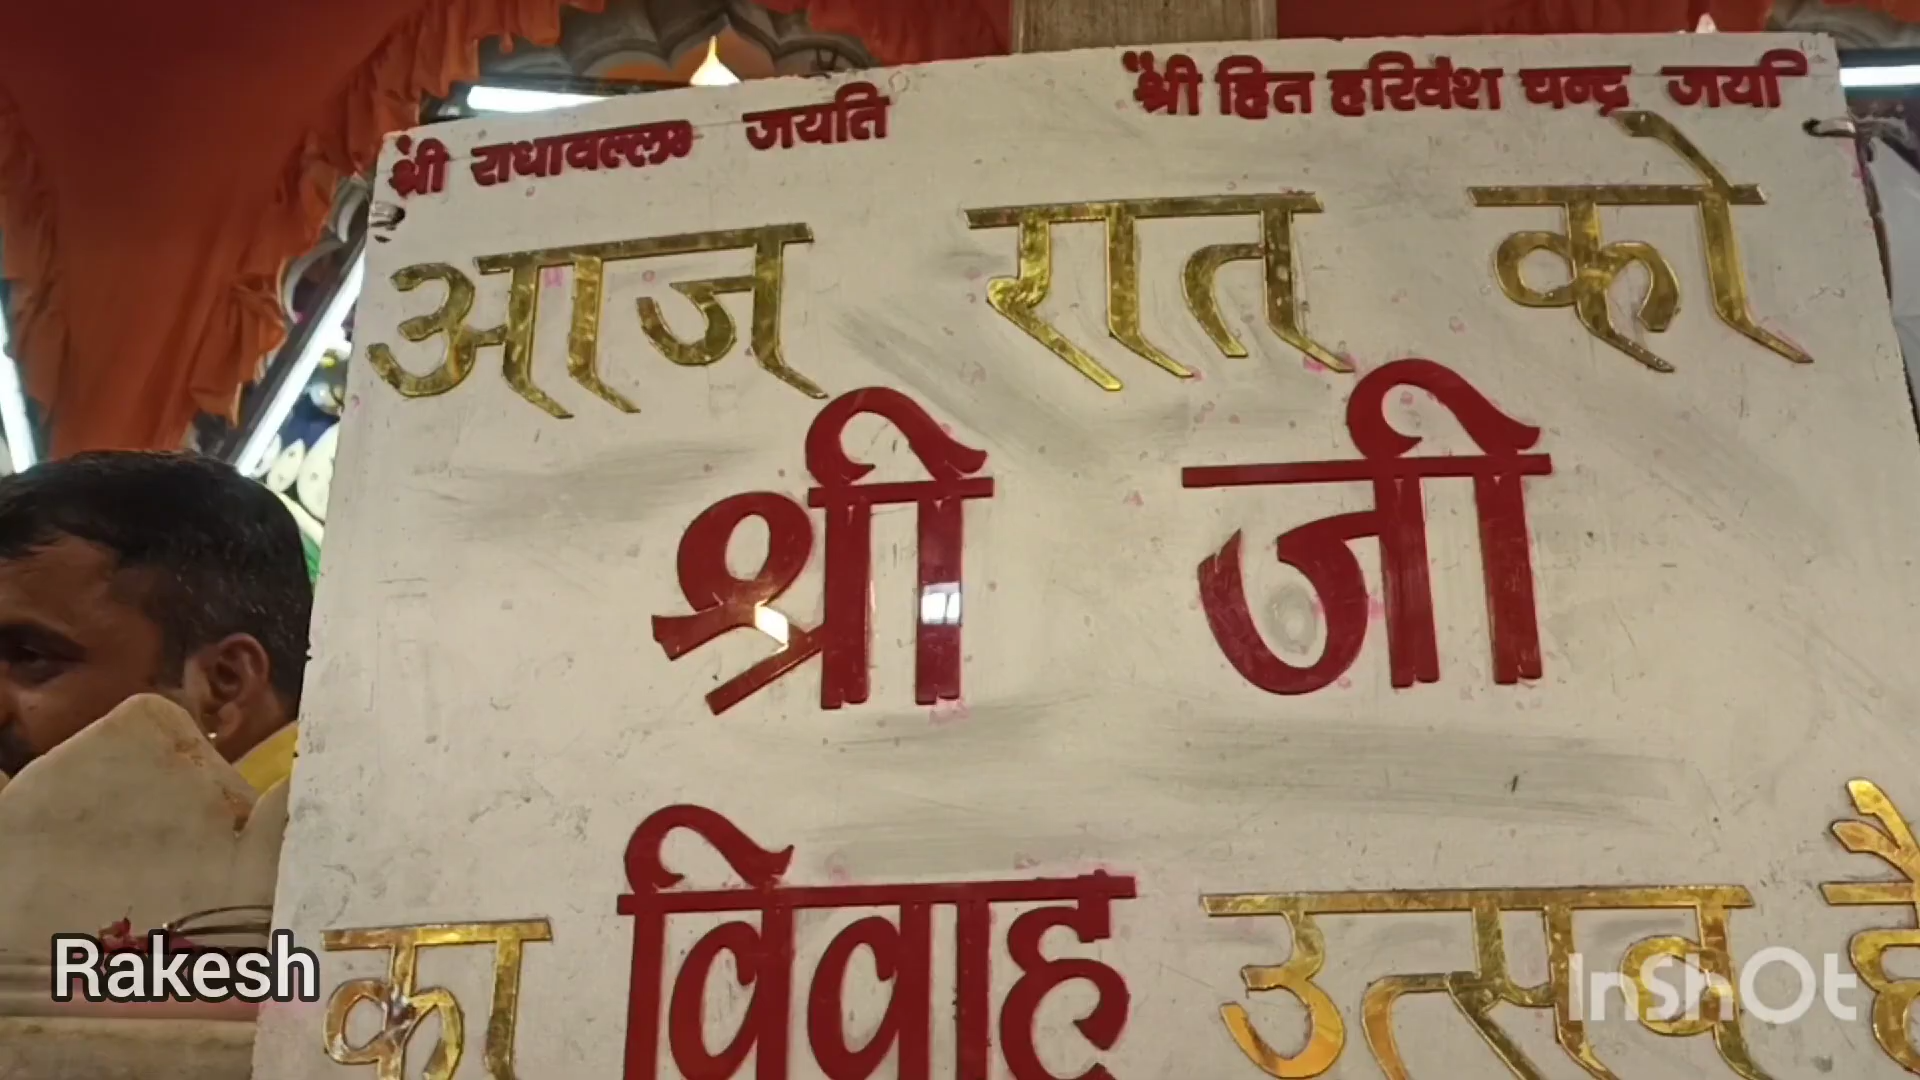 श्री राधावल्लभ जयति
श्री हित हरिवंश चन्द्र जयति
आज रात को
श्री जी
का विवाह उत्सव है
Rakesh
InShOt